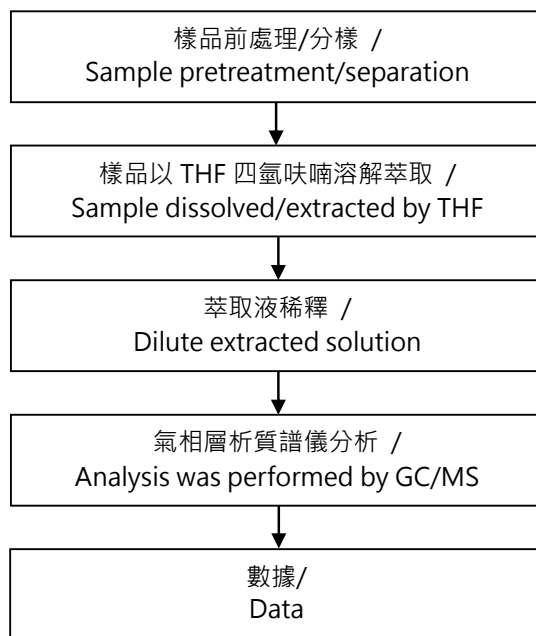 樣品前處理/分樣 /
Sample pretreatment/separation
樣品以 THF 四氫呋喃溶解萃取 /
Sample dissolved/extracted by THF
萃取液稀釋 /
Dilute extracted solution
氣相層析質譜儀分析 /
Analysis was performed by GC/MS
數據/
Data